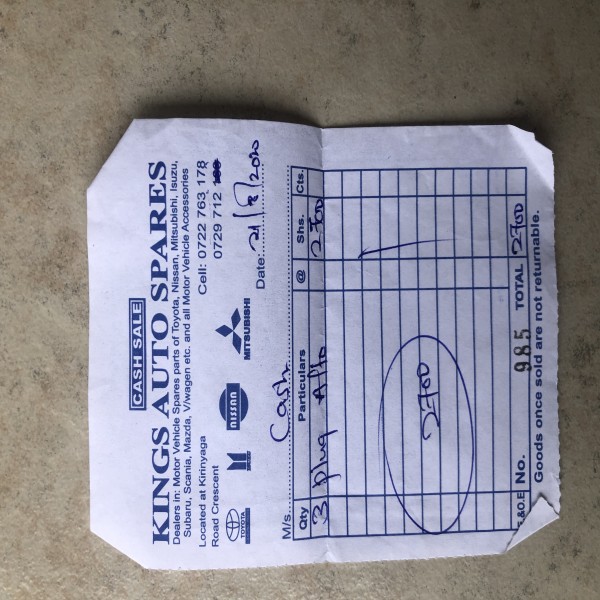 CASH SALE
KINGS AUTO SPARES
Dealers in: Motor Vehicle Spares parts of Toyota, Nissan, Mitsubishi, Isuzu,
Subaru, Scania, Mazda, V/wagen etc. and all Motor Vehicle Accessories
Located at Kirinyaga Cell: 0722 763 178
Road Crescent 0729 712
TOYOTA NISSAN MITSUBISHI
Date: 21/8/2020
M/s Cash
Qty Particulars @ Shs. Cts.
3 Plug Alto 2700
2700
E.&O.E No. 985 TOTAL 2700
Goods once sold are not returnable.